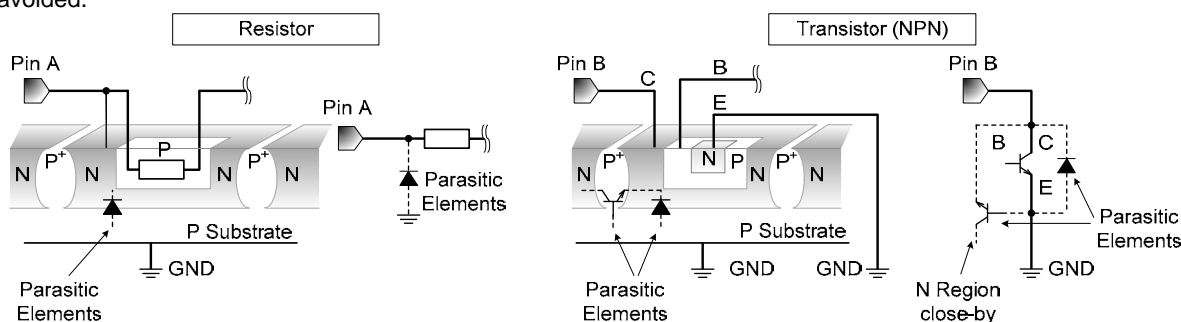 avoided.
Resistor
Transistor (NPN)
Pin A
Pin A
N
P+
N
P
N
P+
N
Parasitic
Elements
P Substrate
GND
Parasitic
Elements
Pin B
C
B
E
N
P+
N
N
P
N
P+
N
P Substrate
GND
GND
Parasitic
Elements
Pin B
B
C
E
Parasitic
Elements
GND
N Region
close-by